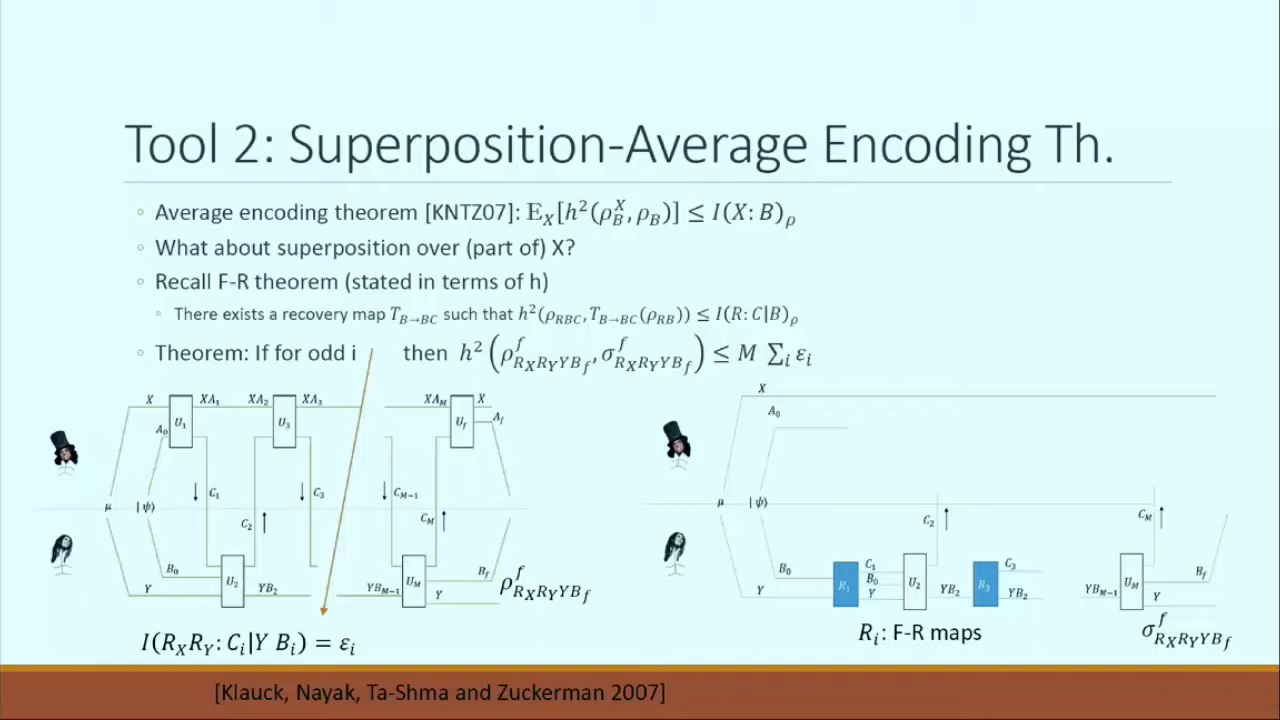 Tool 2: Superposition-Average Encoding Th.
◦ Average encoding theorem [KNTZ07]: E_X[h²(ρ_B^X, ρ_B)] ≤ I(X: B)_ρ
◦ What about superposition over (part of) X?
◦ Recall F-R theorem (stated in terms of h)
◦ There exists a recovery map T_{B→BC} such that h²(ρ_{RBC}, T_{B→BC}(ρ_{RB})) ≤ I(R: C|B)_ρ
◦ Theorem: If for odd i then h²(ρ^f_{R_X R_Y Y B_f}, σ^f_{R_X R_Y Y B_f}) ≤ M ∑_i ε_i
X XA₁ XA₂ XA₃ XA_M X
A₀ U₁ U₃ U_f A_f
C₁ C₃ C_{M−1}
μ |ψ⟩ C₂ C_M
B₀ U₂ U_M B_f
Y YB₂ YB_{M−1} Y
ρ^f_{R_X R_Y Y B_f}
I(R_X R_Y: C_i|Y B_i) = ε_i
X
A₀
μ |ψ⟩ C₂ C_M
B₀ R₁ C₁ B₀ Y U₂ YB₂ R₃ C₃ YB₂ YB_{M−1} U_M B_f
Y Y
R_i: F-R maps
σ^f_{R_X R_Y Y B_f}
[Klauck, Nayak, Ta-Shma and Zuckerman 2007]